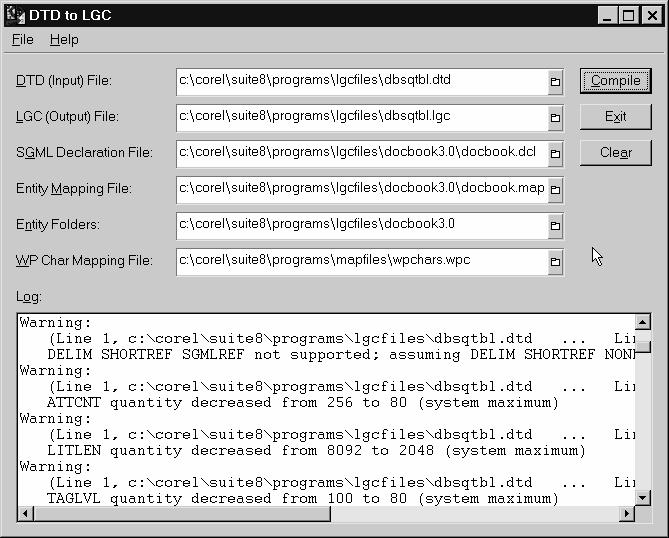 DTD to LGC
File Help
DTD (Input) File: c:\corel\suite8\programs\lgcfiles\dbsqtbl.dtd Compile
LGC (Output) File: c:\corel\suite8\programs\lgcfiles\dbsqtbl.lgc Exit
SGML Declaration File: c:\corel\suite8\programs\lgcfiles\docbook3.0\docbook.dcl Clear
Entity Mapping File: c:\corel\suite8\programs\lgcfiles\docbook3.0\docbook.map
Entity Folders: c:\corel\suite8\programs\lgcfiles\docbook3.0
WP Char Mapping File: c:\corel\suite8\programs\mapfiles\wpchars.wpc
Log:
Warning:
(Line 1, c:\corel\suite8\programs\lgcfiles\dbsqtbl.dtd ... Lin
DELIM SHORTREF SGMLREF not supported; assuming DELIM SHORTREF NONE
Warning:
(Line 1, c:\corel\suite8\programs\lgcfiles\dbsqtbl.dtd ... Lin
ATTCNT quantity decreased from 256 to 80 (system maximum)
Warning:
(Line 1, c:\corel\suite8\programs\lgcfiles\dbsqtbl.dtd ... Lin
LITLEN quantity decreased from 8092 to 2048 (system maximum)
Warning:
(Line 1, c:\corel\suite8\programs\lgcfiles\dbsqtbl.dtd ... Lin
TAGLVL quantity decreased from 100 to 80 (system maximum)